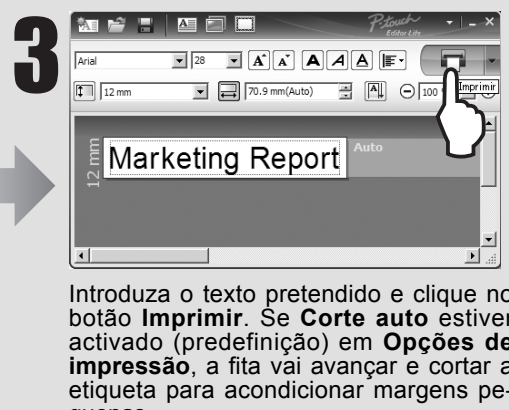 3
P-touch
Editor Lite
Arial
28
A A A A A
12 mm
70.9 mm(Auto)
A
100
Imprimir
12 mm
Marketing Report
Auto
Introduza o texto pretendido e clique no
botão Imprimir. Se Corte auto estiver
activado (predefinição) em Opções de
impressão, a fita vai avançar e cortar a
etiqueta para acondicionar margens pe-
quenas